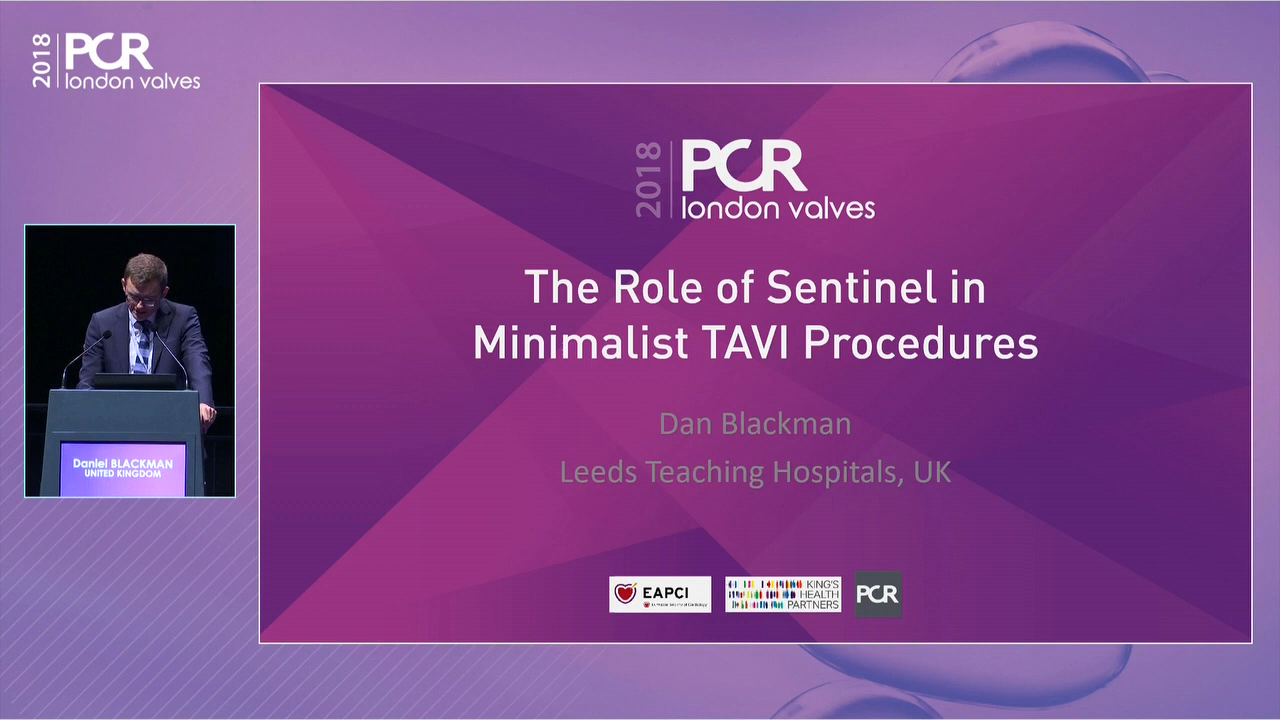 2018
PCR
london valves
2018
PCR
london valves
The Role of Sentinel in
Minimalist TAVI Procedures
Dan Blackman
Leeds Teaching Hospitals, UK
Daniel BLACKMAN
UNITED KINGDOM
EAPCI
KING'S
HEALTH
PARTNERS
PCR